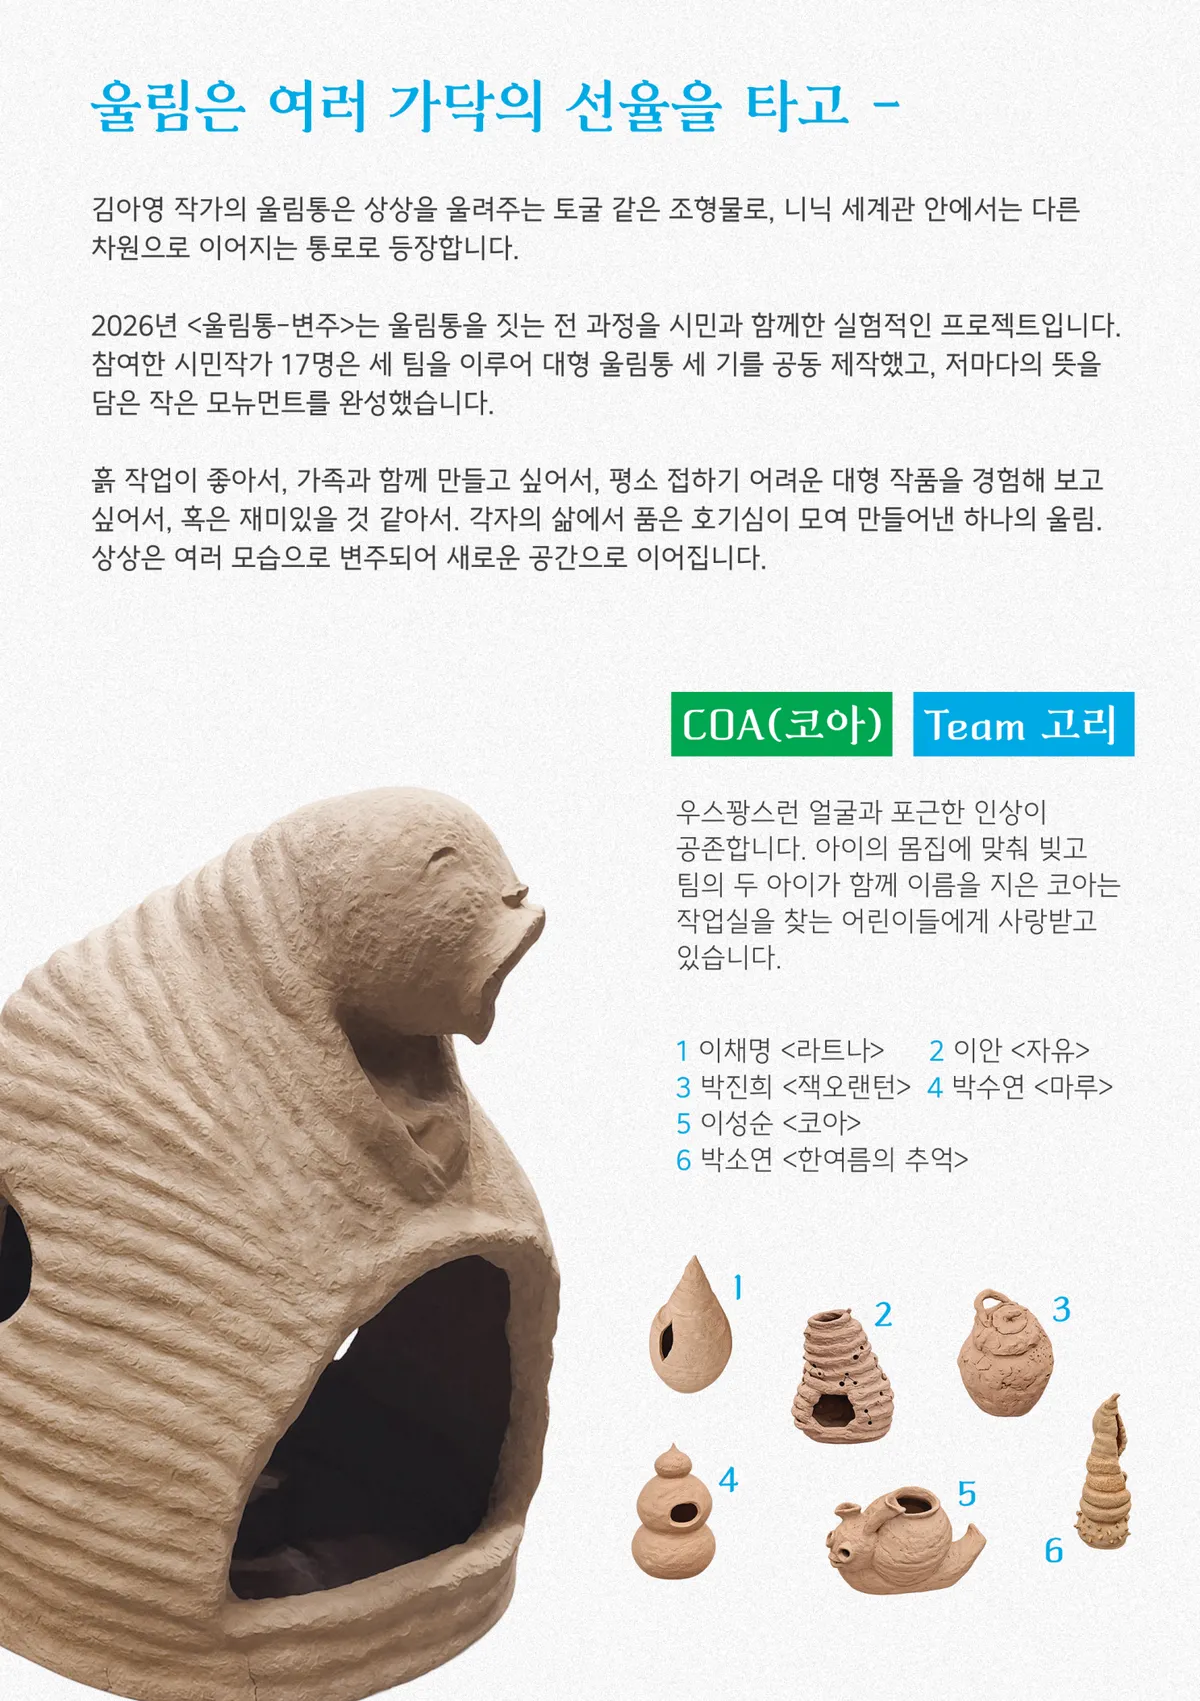 울림은 여러 가닥의 선율을 타고 -
김아영 작가의 울림통은 상상을 울려주는 토굴 같은 조형물로, 니닉 세계관 안에서는 다른
차원으로 이어지는 통로로 등장합니다.
2026년 <울림통-변주>는 울림통을 짓는 전 과정을 시민과 함께한 실험적인 프로젝트입니다.
참여한 시민작가 17명은 세 팀을 이루어 대형 울림통 세 기를 공동 제작했고, 저마다의 뜻을
담은 작은 모뉴먼트를 완성했습니다.
흙 작업이 좋아서, 가족과 함께 만들고 싶어서, 평소 접하기 어려운 대형 작품을 경험해 보고
싶어서, 혹은 재미있을 것 같아서. 각자의 삶에서 품은 호기심이 모여 만들어낸 하나의 울림.
상상은 여러 모습으로 변주되어 새로운 공간으로 이어집니다.
COA(코아) Team 고리
우스꽝스런 얼굴과 포근한 인상이
공존합니다. 아이의 몸집에 맞춰 빚고
팀의 두 아이가 함께 이름을 지은 코아는
작업실을 찾는 어린이들에게 사랑받고
있습니다.
1 이채명 <라트나> 2 이안 <자유>
3 박진희 <잭오랜턴> 4 박수연 <마루>
5 이성순 <코아>
6 박소연 <한여름의 추억>
1
2
3
4
5
6